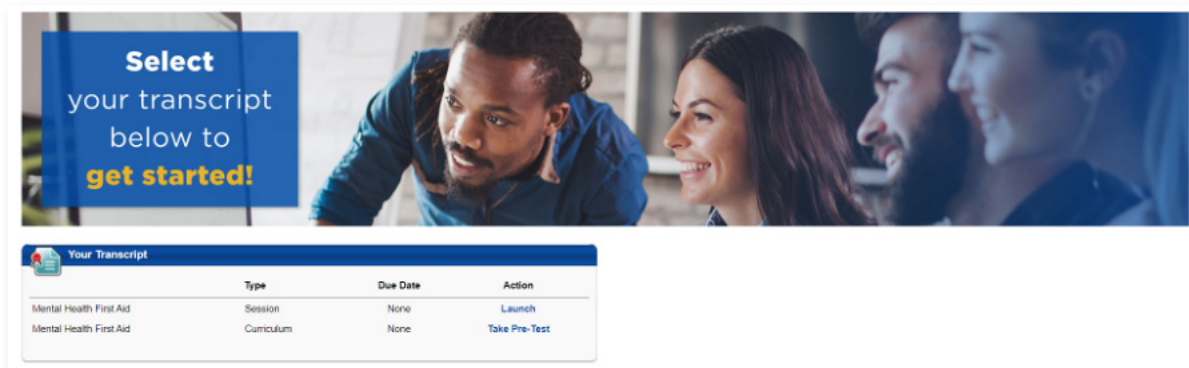 Select
your transcript
below to
get started!
Your Transcript
Type Due Date Action
Mental Health First Aid Session None Launch
Mental Health First Aid Curriculum None Take Pre-Test